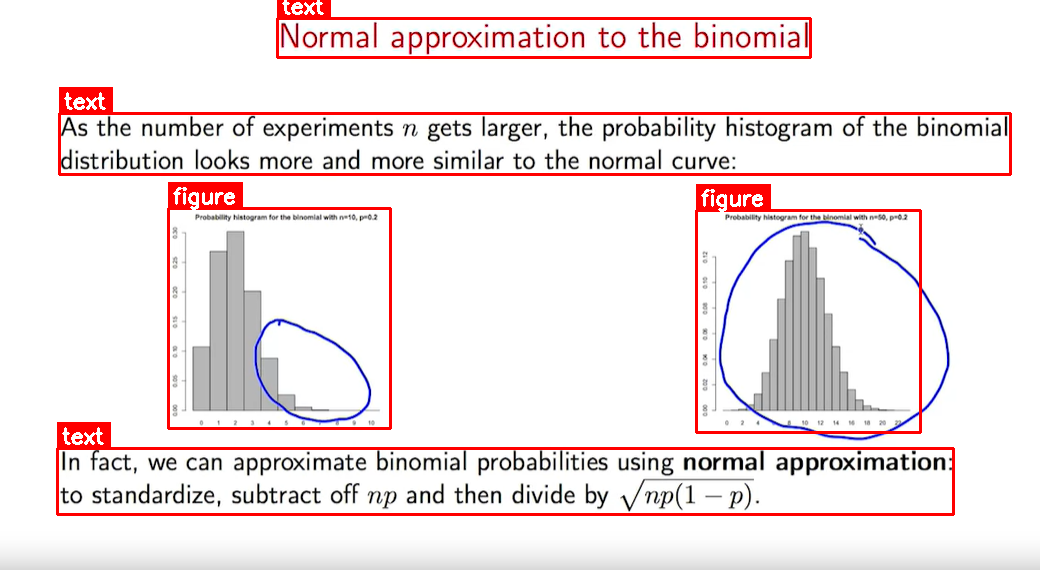 text
Normal approximation to the binomial
text
As the number of experiments n gets larger, the probability histogram of the binomial
distribution looks more and more similar to the normal curve:
figure
Probability histogram for the binomial with n=10, p=0.2
0.30
0.25
0.20
0.15
0.10
0.05
0.00
0 1 2 3 4 5 6 8 9 10
figure
Probability histogram for the binomial with n=50, p=0.2
0.12
0.10
0.08
0.06
0.04
0.02
0.00
0 2 4 6 8 10 12 14 16 18 20 22
text
In fact, we can approximate binomial probabilities using normal approximation:
to standardize, subtract off np and then divide by √np(1 − p).